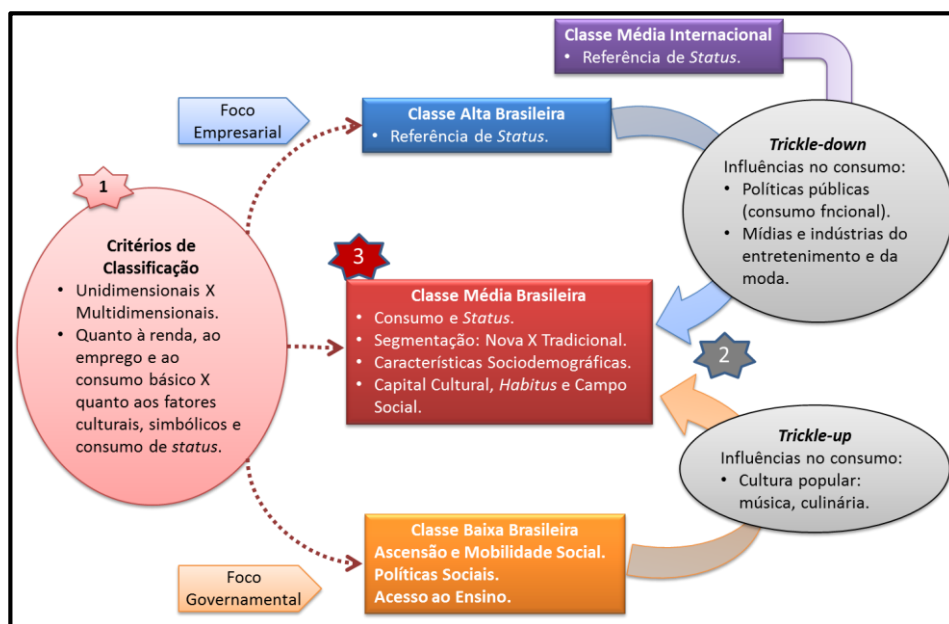 Classe Média Internacional
• Referência de Status.
Foco
Empresarial
Classe Alta Brasileira
• Referência de Status.
Trickle-down
Influências no consumo:
• Políticas públicas
(consumo fncional).
• Mídias e indústrias do
entretenimento e da
moda.
1
Critérios de
Classificação
• Unidimensionais X
Multidimensionais.
• Quanto à renda, ao
emprego e ao
consumo básico X
quanto aos fatores
culturais, simbólicos e
consumo de status.
3
Classe Média Brasileira
• Consumo e Status.
• Segmentação: Nova X Tradicional.
• Características Sociodemográficas.
• Capital Cultural, Habitus e Campo
Social.
2
Trickle-up
Influências no consumo:
• Cultura popular:
música, culinária.
Classe Baixa Brasileira
Ascensão e Mobilidade Social.
Políticas Sociais.
Acesso ao Ensino.
Foco
Governamental